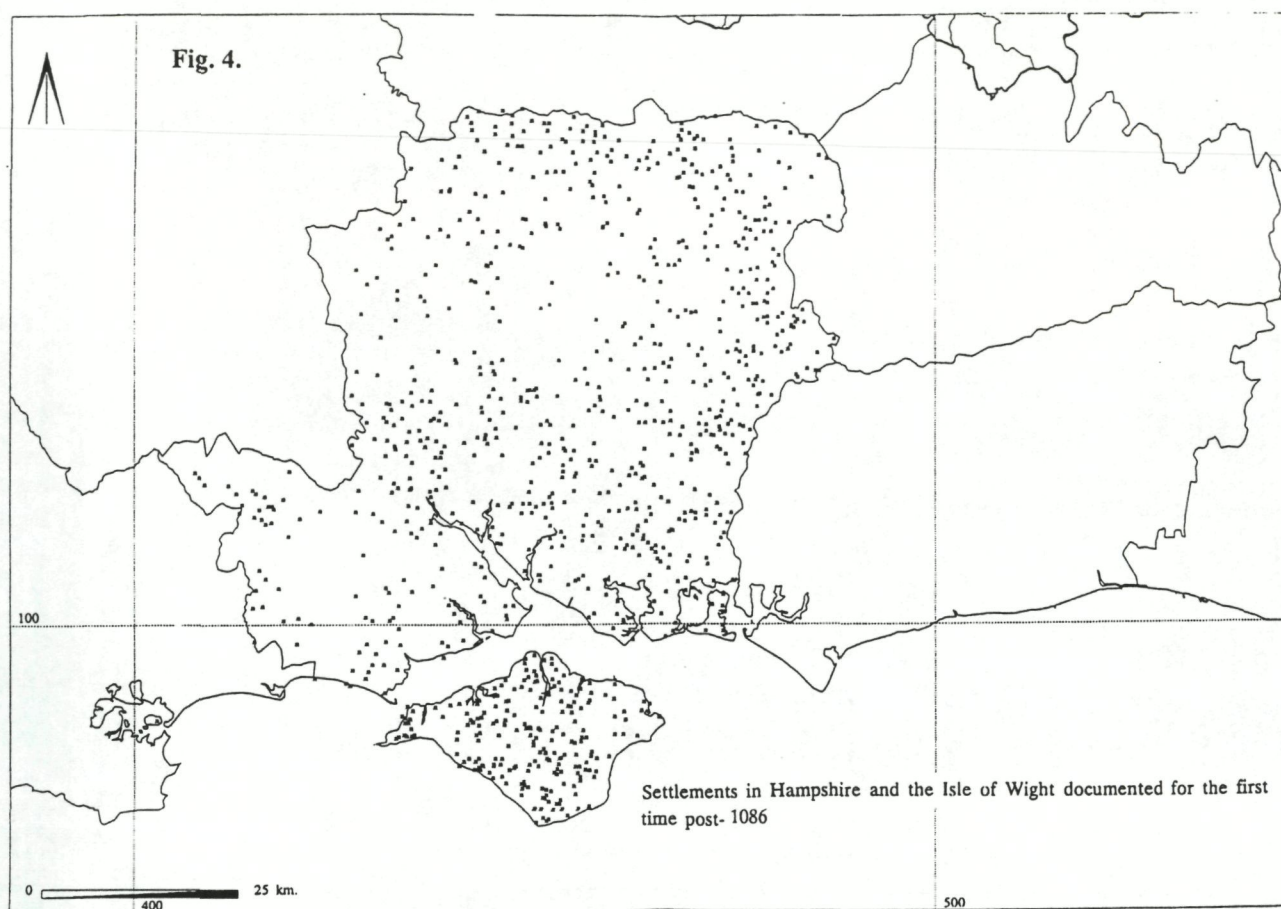 Fig. 4.
100
Settlements in Hampshire and the Isle of Wight documented for the first
time post- 1086
0 25 km.
400 500